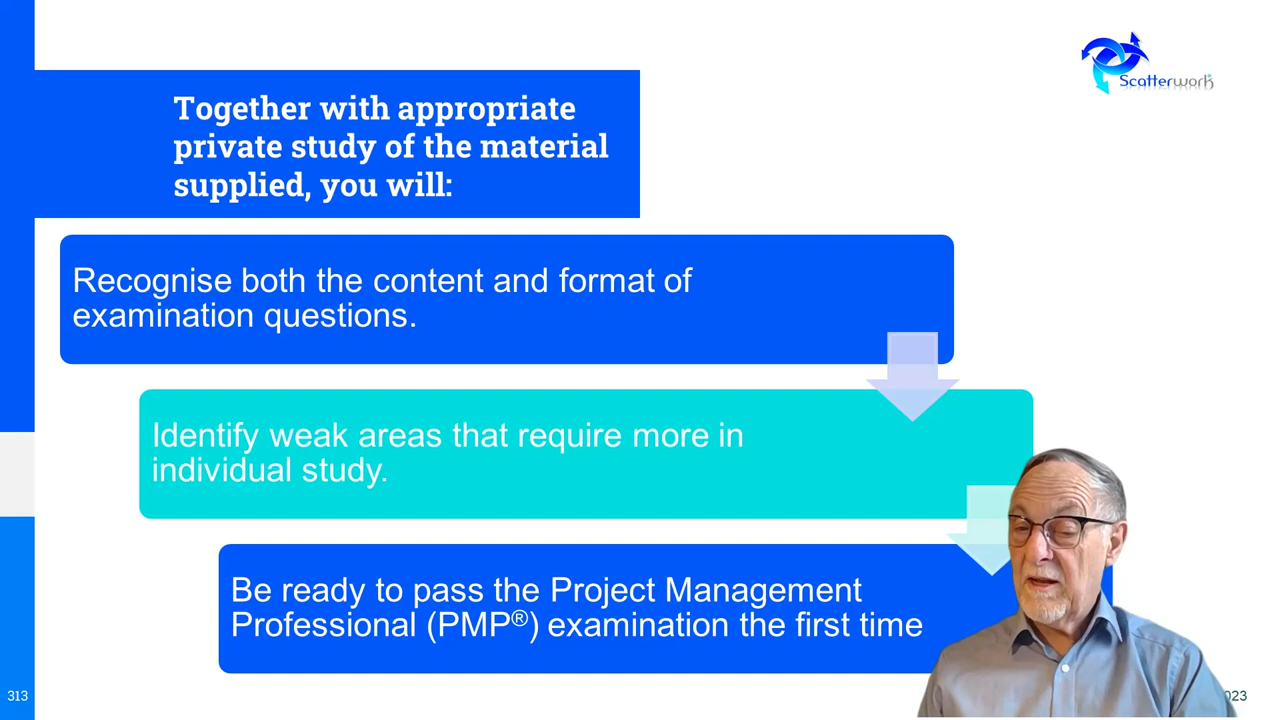 Scatterwork
Together with appropriate
private study of the material
supplied, you will:
Recognise both the content and format of
examination questions.
Identify weak areas that require more in
individual study.
Be ready to pass the Project Management
Professional (PMP®) examination the first time
313